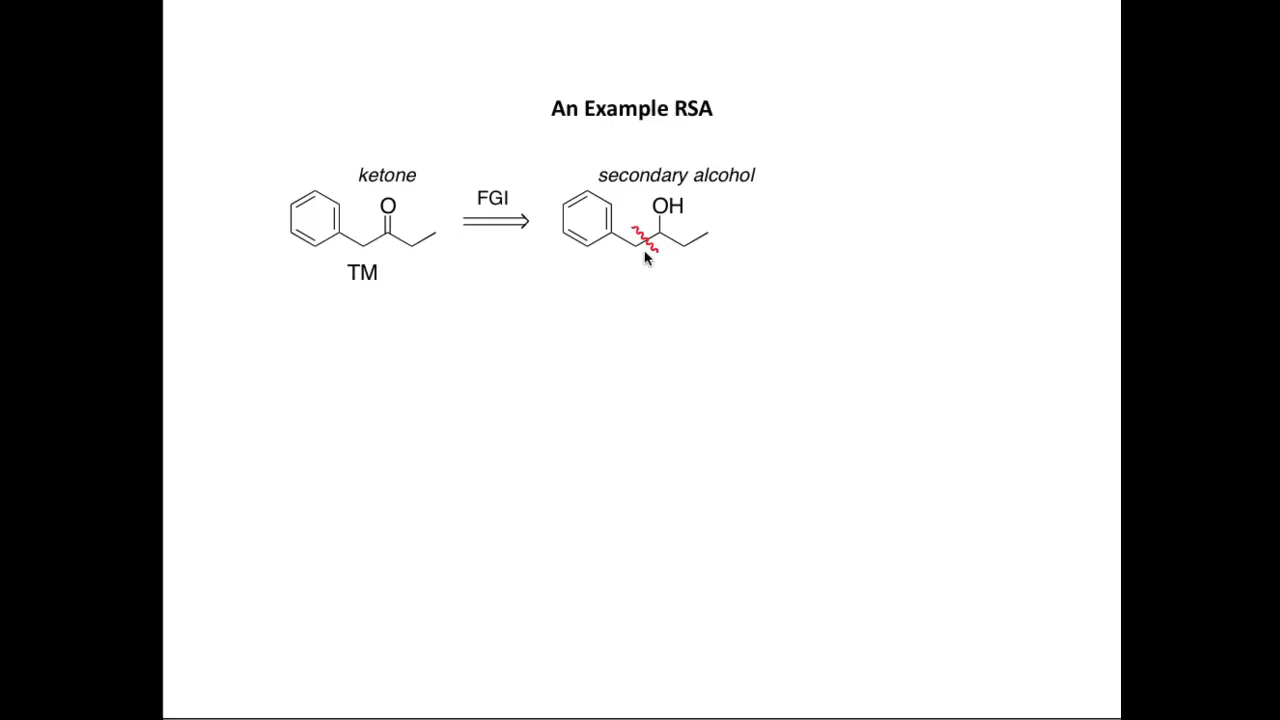 An Example RSA
ketone
secondary alcohol
O
FGI
OH
TM